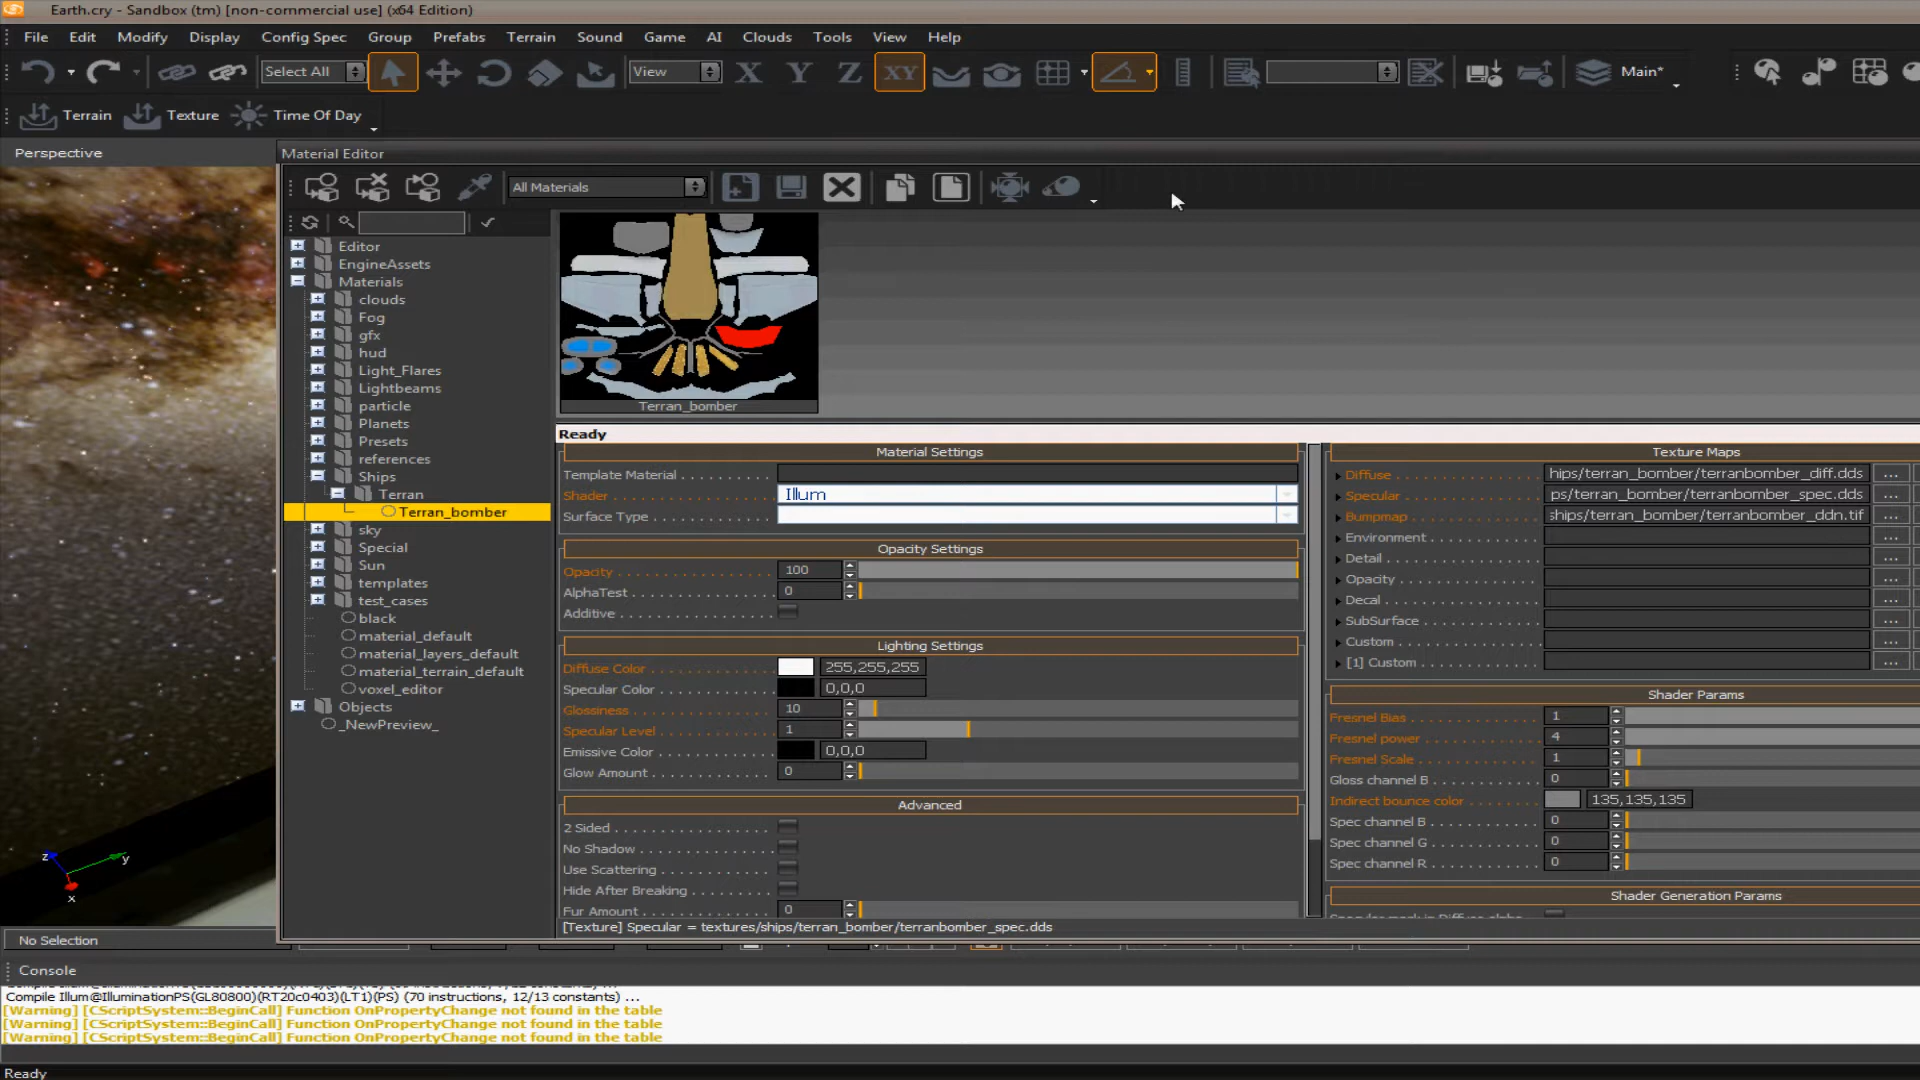 Earth.cry - Sandbox (tm) [non-commercial use] (x64 Edition)
File Edit Modify Display Config Spec Group Prefabs Terrain Sound Game AI Clouds Tools View Help
Select All View X Y Z XY Main*
Terrain Texture Time Of Day
Perspective
Material Editor
All Materials
Editor
EngineAssets
Materials
clouds
Fog
gfx
hud
Light_Flares
Lightbeams
particle
Planets
Presets
references
Ships
Terran
Terran_bomber
sky
Special
Sun
templates
test_cases
black
material_default
material_layers_default
material_terrain_default
voxel_editor
Objects
_NewPreview_
Terran_bomber
Ready
Material Settings
Template Material
Shader Illum
Surface Type
Opacity Settings
Opacity 100
AlphaTest 0
Additive
Lighting Settings
Diffuse Color 255,255,255
Specular Color 0,0,0
Glossiness 10
Specular Level 1
Emissive Color 0,0,0
Glow Amount 0
Advanced
2 Sided
No Shadow
Use Scattering
Hide After Breaking
Fur Amount 0
[Texture] Specular = textures/ships/terran_bomber/terranbomber_spec.dds
Texture Maps
Diffuse hips/terran_bomber/terranbomber_diff.dds ...
Specular ps/terran_bomber/terranbomber_spec.dds ...
Bumpmap ships/terran_bomber/terranbomber_ddn.tif ...
Environment ...
Detail ...
Opacity ...
Decal ...
SubSurface ...
Custom ...
[1] Custom ...
Shader Params
Fresnel Bias 1
Fresnel power 4
Fresnel Scale 1
Gloss channel B 0
Indirect bounce color 135,135,135
Spec channel B 0
Spec channel G 0
Spec channel R 0
Shader Generation Params
z y x
No Selection
Console
Compile Illum@IlluminationPS(GL80800)(RT20c0403)(LT1)(PS) (70 instructions, 12/13 constants) ...
[Warning] [CScriptSystem::BeginCall] Function OnPropertyChange not found in the table
[Warning] [CScriptSystem::BeginCall] Function OnPropertyChange not found in the table
[Warning] [CScriptSystem::BeginCall] Function OnPropertyChange not found in the table
Ready